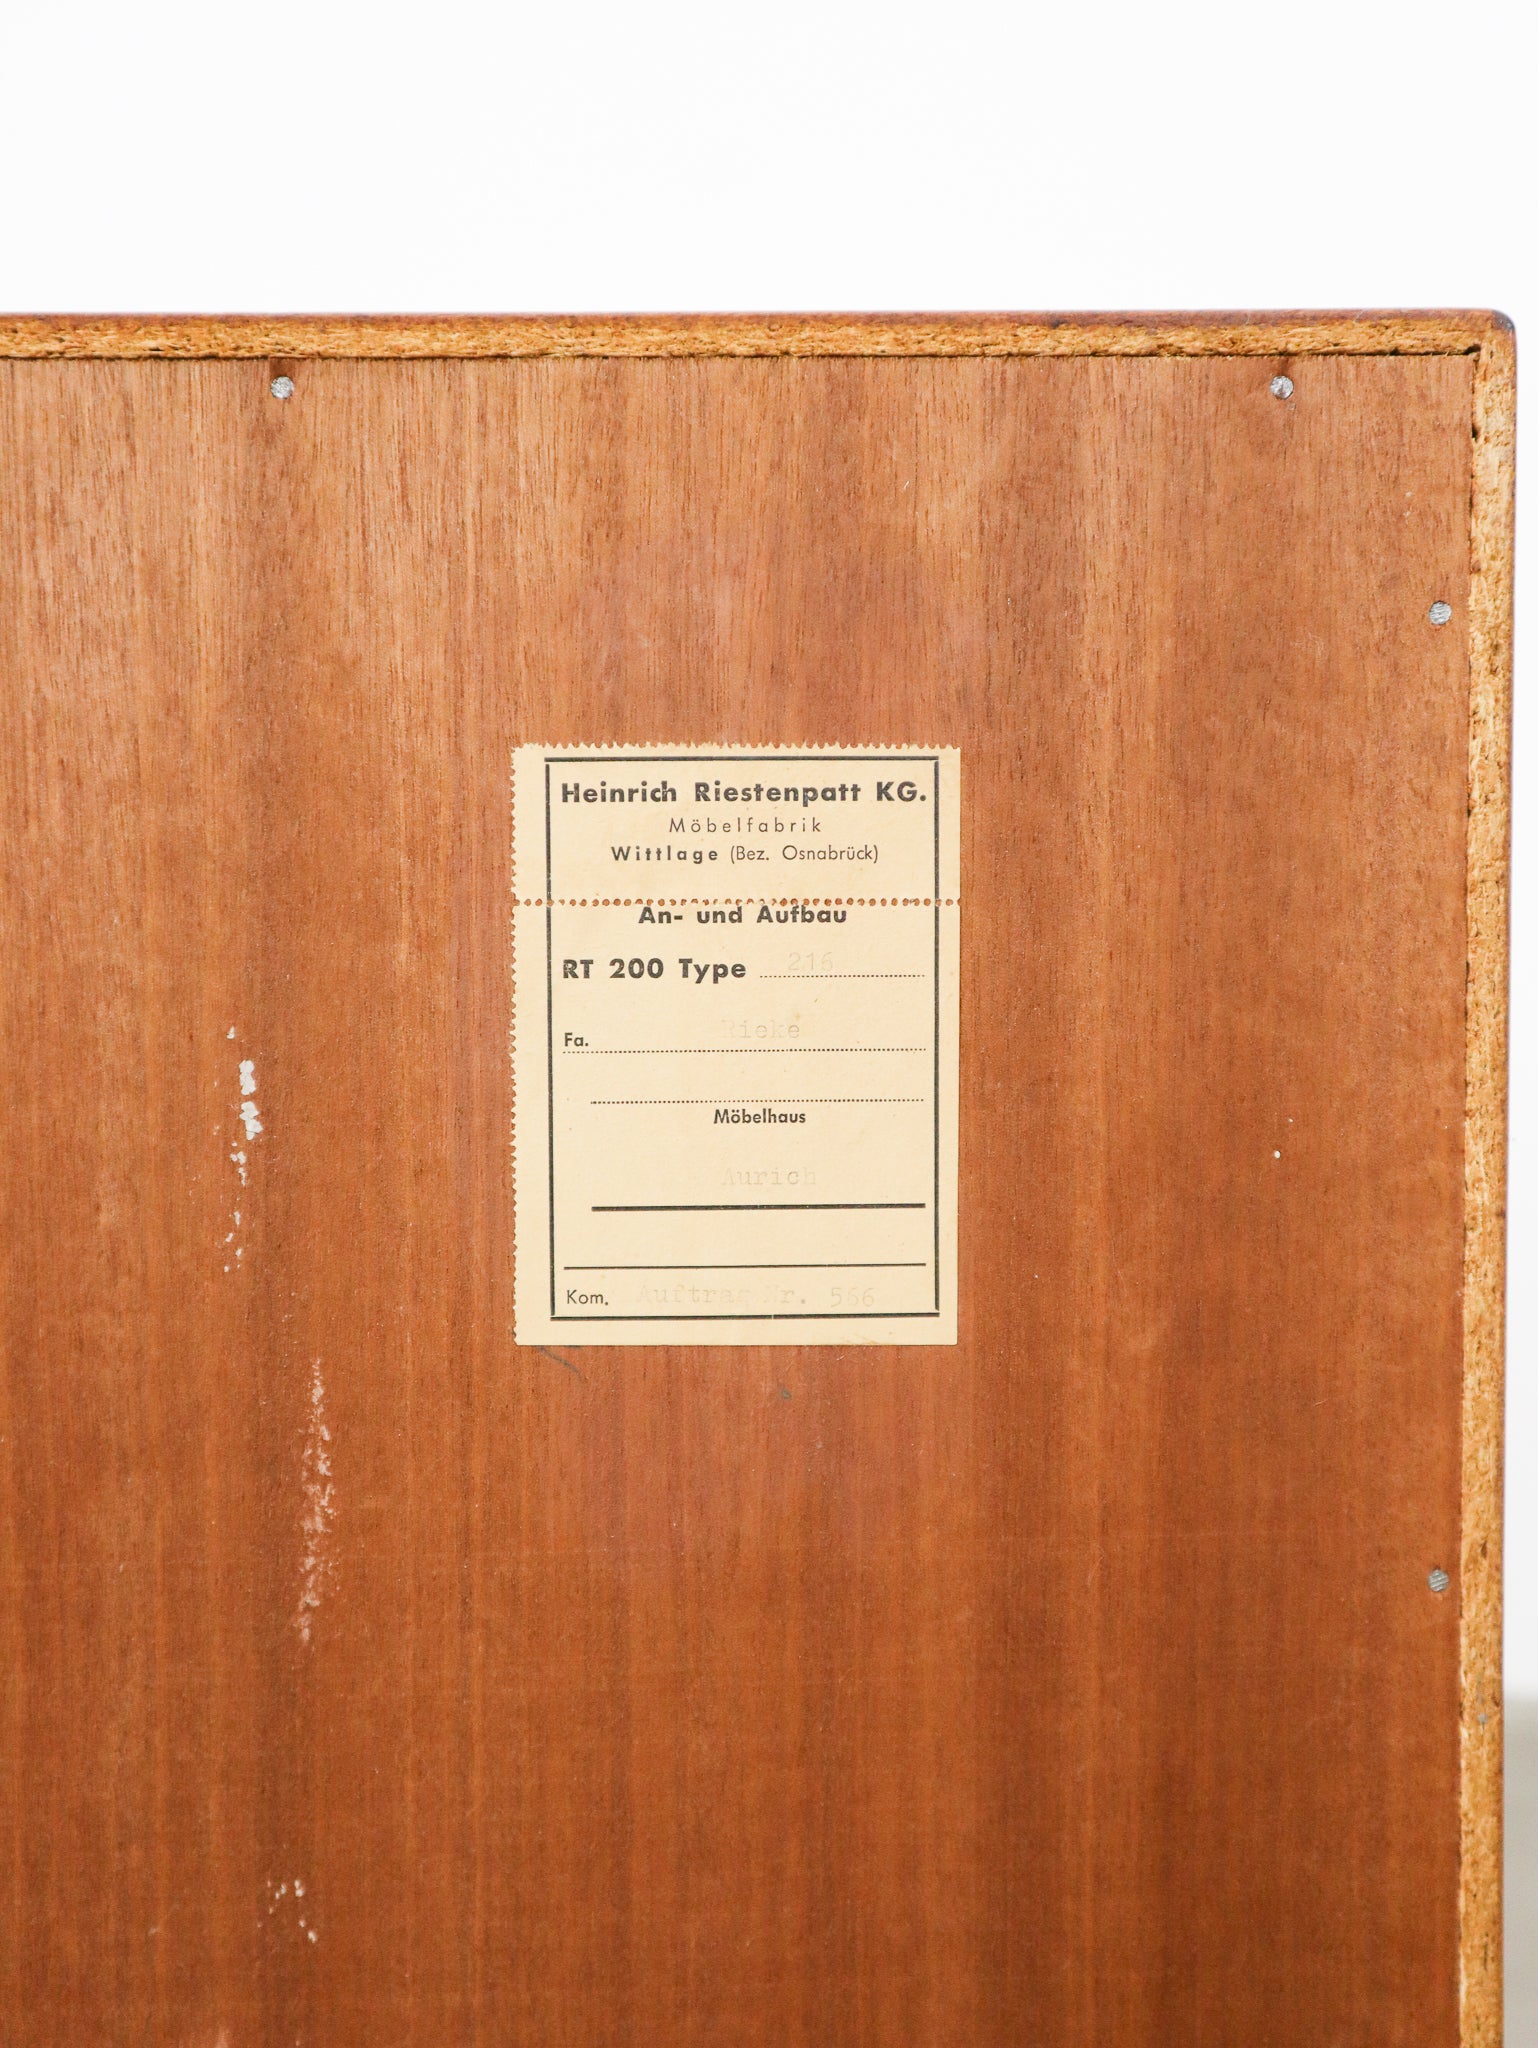 Heinrich Riestenpatt KG.
Möbelfabrik
Wittlage (Bez. Osnabrück)
An- und Aufbau
RT 200 Type 216
Fa. Rieke
Möbelhaus
Aurich
Kom. Auftrag Nr. 566